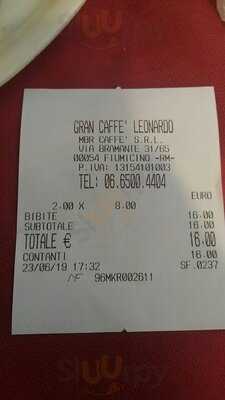 GRAN CAFFE' LEONARDO
MBR CAFFE' S.R.L.
VIA BRAMANTE 31/65
00054 FIUMICINO -RM-
P.IVA: 13154101003
TEL: 06.6500.4404
EURO
2.00 X 8.00
BIBITE 16.00
SUBTOTALE 16.00
TOTALE € 16.00
CONTANTI 16.00
23/06/19 17:32 SF.0237
MF 96MKR002611